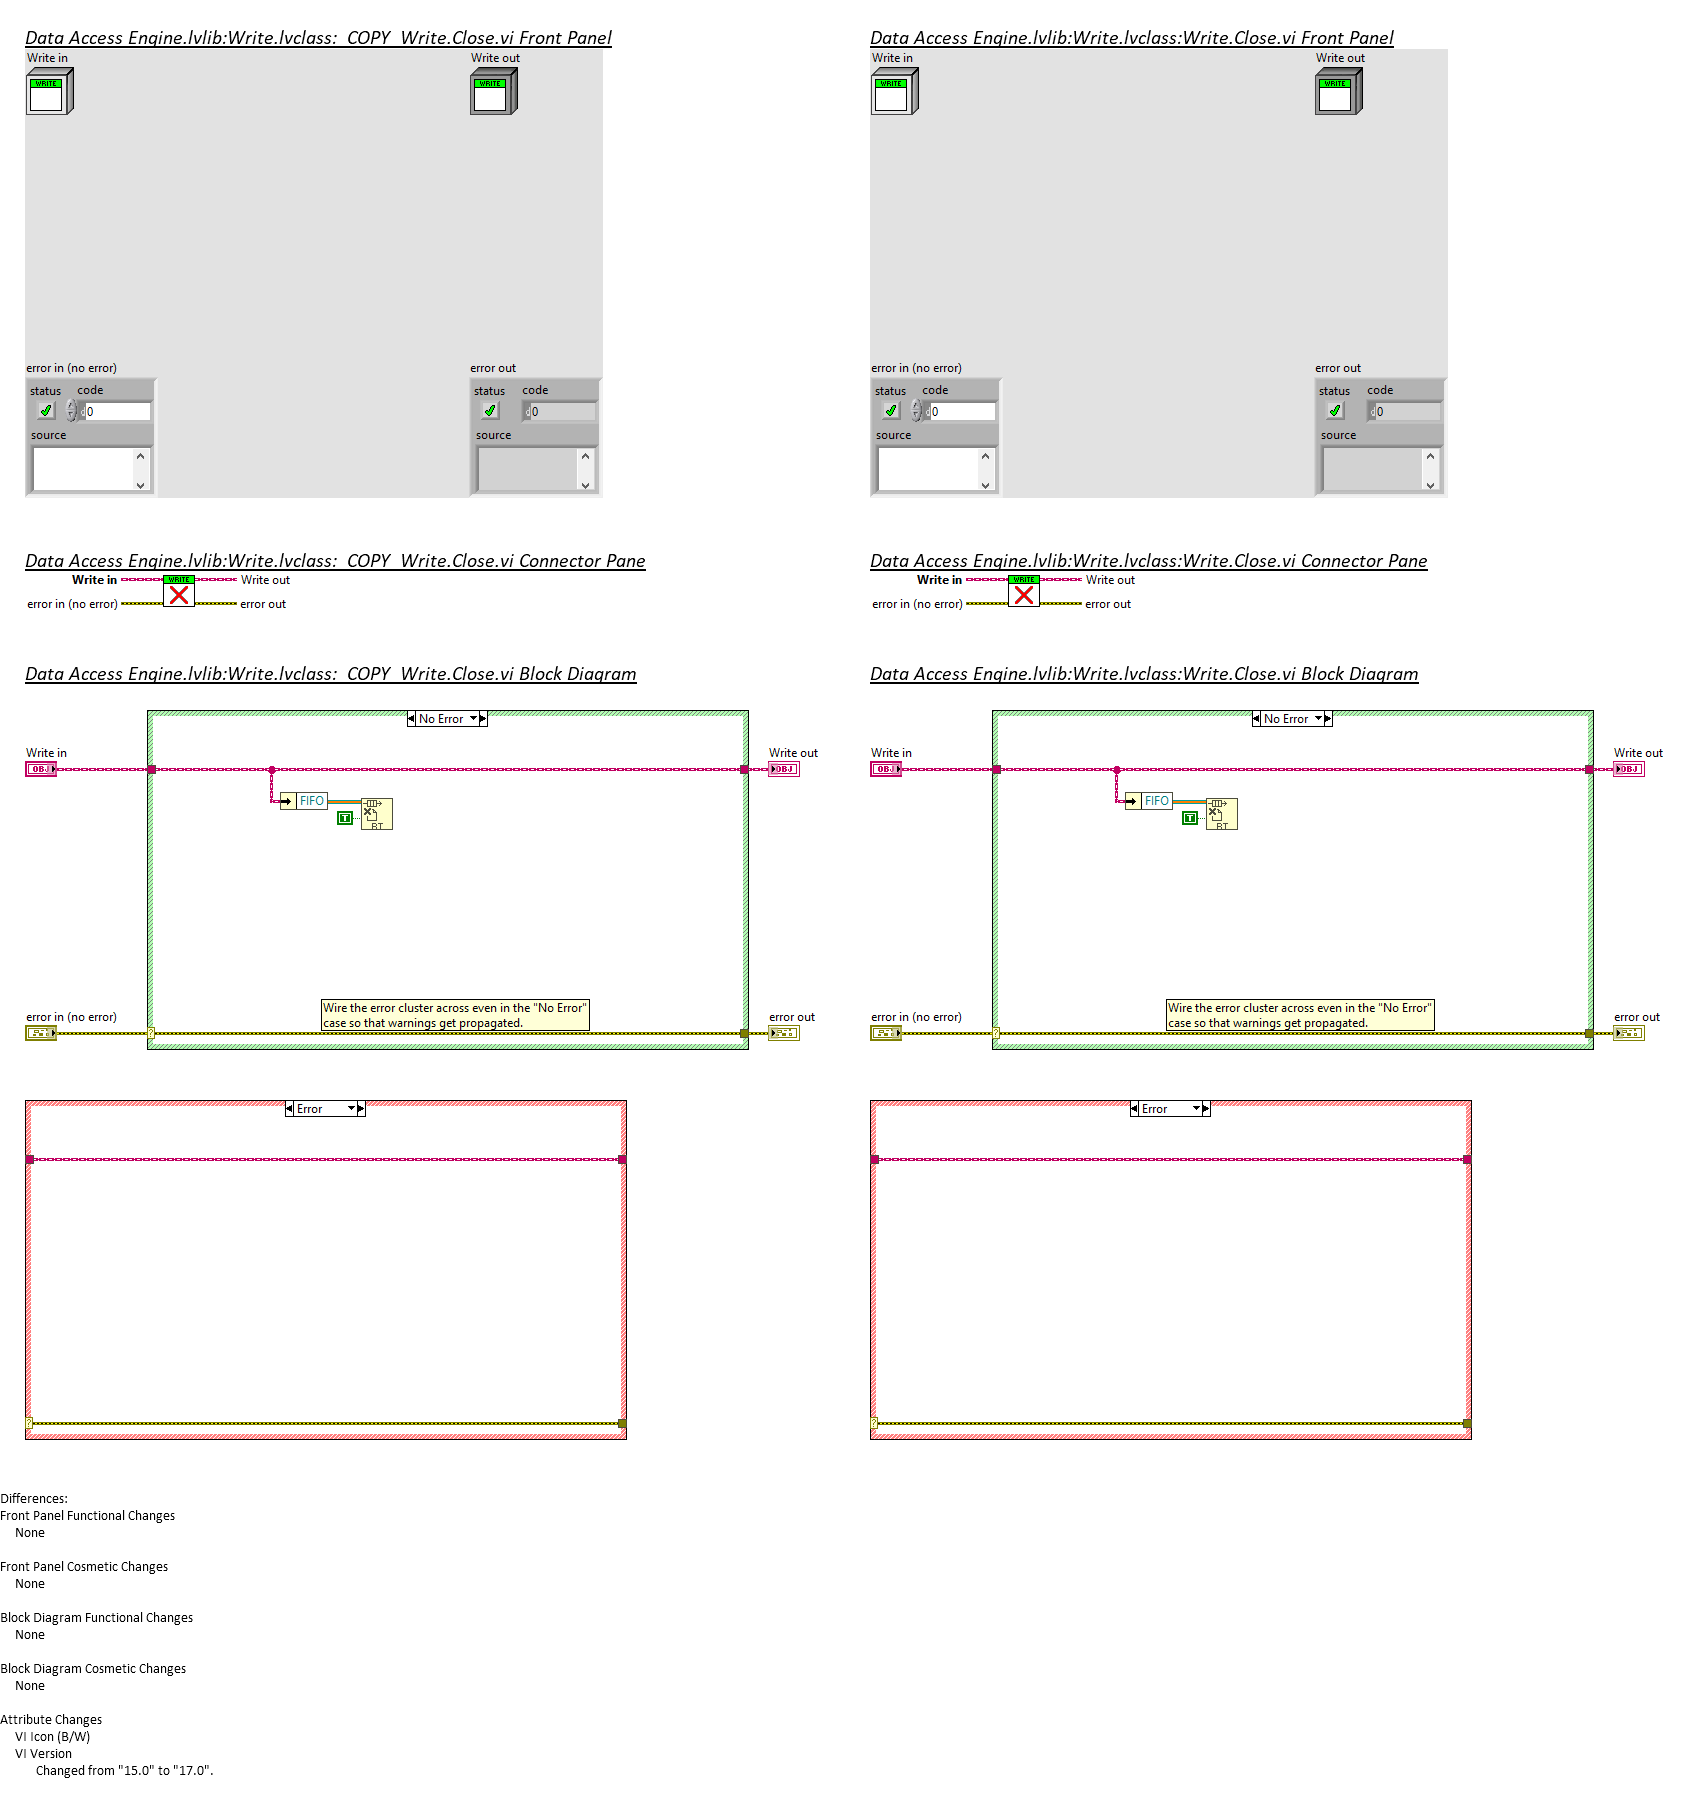 Data Access Engine.lvlib:Write.lvclass:_COPY_Write.Close.vi Front Panel
Write in
Write out
WRITE
WRITE
error in (no error)
error out
status code
status code
d 0
d 0
source
source
Data Access Engine.lvlib:Write.lvclass:Write.Close.vi Front Panel
Write in
Write out
WRITE
WRITE
error in (no error)
error out
status code
status code
d 0
d 0
source
source
Data Access Engine.lvlib:Write.lvclass:_COPY_Write.Close.vi Connector Pane
Write in
WRITE
Write out
error in (no error)
error out
Data Access Engine.lvlib:Write.lvclass:Write.Close.vi Connector Pane
Write in
WRITE
Write out
error in (no error)
error out
Data Access Engine.lvlib:Write.lvclass:_COPY_Write.Close.vi Block Diagram
No Error
Write in
Write out
OBJ
OBJ
FIFO
T
RT
Wire the error cluster across even in the "No Error"
case so that warnings get propagated.
error in (no error)
error out
?
Error
?
Data Access Engine.lvlib:Write.lvclass:Write.Close.vi Block Diagram
No Error
Write in
Write out
OBJ
OBJ
FIFO
T
RT
Wire the error cluster across even in the "No Error"
case so that warnings get propagated.
error in (no error)
error out
?
Error
?
Differences:
Front Panel Functional Changes
None
Front Panel Cosmetic Changes
None
Block Diagram Functional Changes
None
Block Diagram Cosmetic Changes
None
Attribute Changes
VI Icon (B/W)
VI Version
Changed from "15.0" to "17.0".